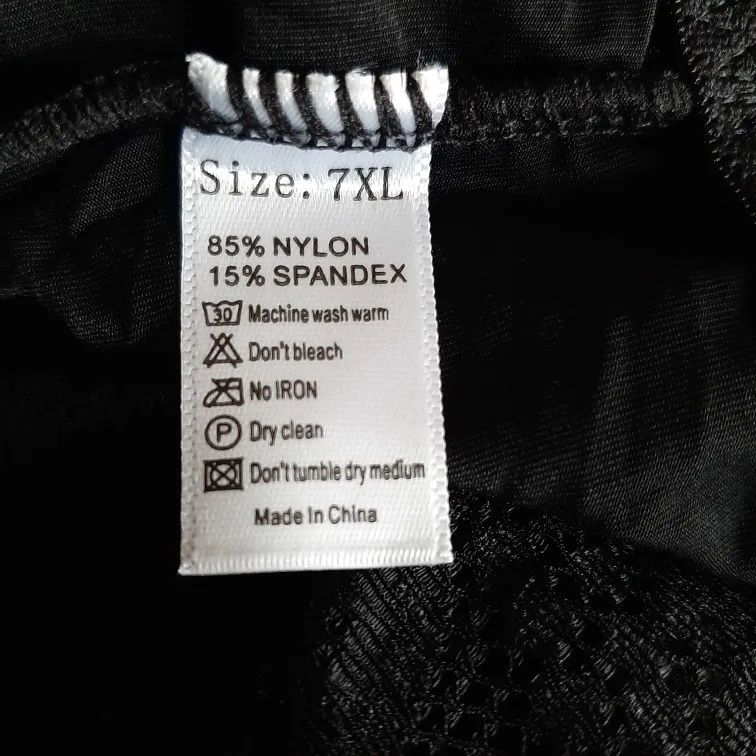 Size: 7XL
85% NYLON
15% SPANDEX
30 Machine wash warm
Don't bleach
No IRON
P Dry clean
Don't tumble dry medium
Made In China